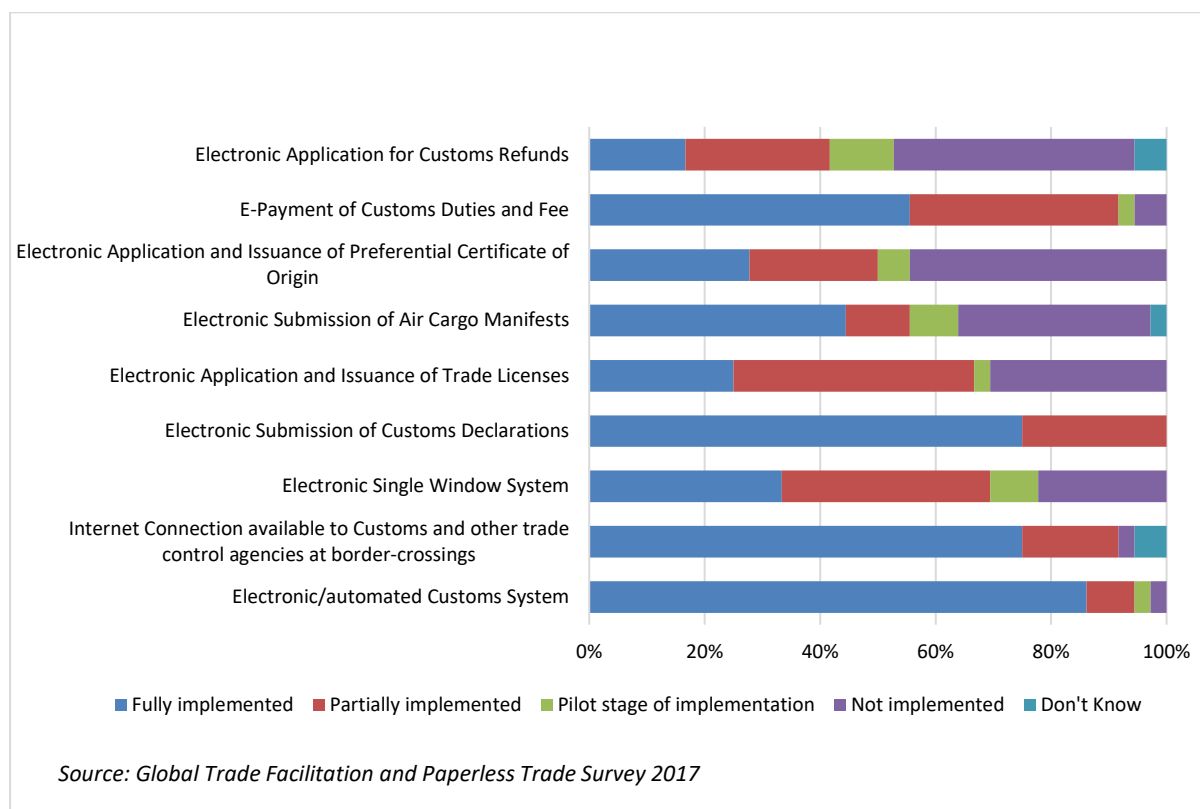 Electronic Application for Customs Refunds
E-Payment of Customs Duties and Fee
Electronic Application and Issuance of Preferential Certificate of
Origin
Electronic Submission of Air Cargo Manifests
Electronic Application and Issuance of Trade Licenses
Electronic Submission of Customs Declarations
Electronic Single Window System
Internet Connection available to Customs and other trade
control agencies at border-crossings
Electronic/automated Customs System
0% 20% 40% 60% 80% 100%
Fully implemented Partially implemented Pilot stage of implementation Not implemented Don't Know
Source: Global Trade Facilitation and Paperless Trade Survey 2017